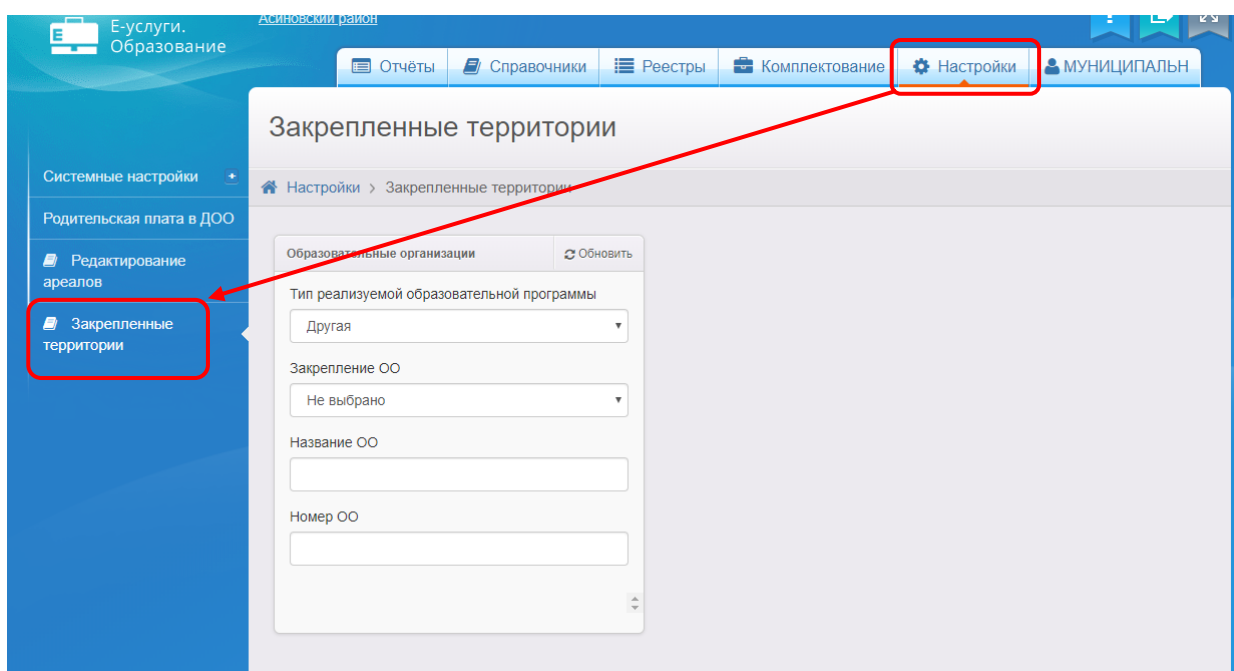 Е-услуги.
Образование
Асиновский район
Отчёты Справочники Реестры Комплектование Настройки МУНИЦИПАЛЬН
Закрепленные территории
Настройки > Закрепленные территории
Системные настройки
Родительская плата в ДОО
Редактирование
ареалов
Закрепленные
территории
Образовательные организации Обновить
Тип реализуемой образовательной программы
Другая
Закрепление ОО
Не выбрано
Название ОО
Номер ОО